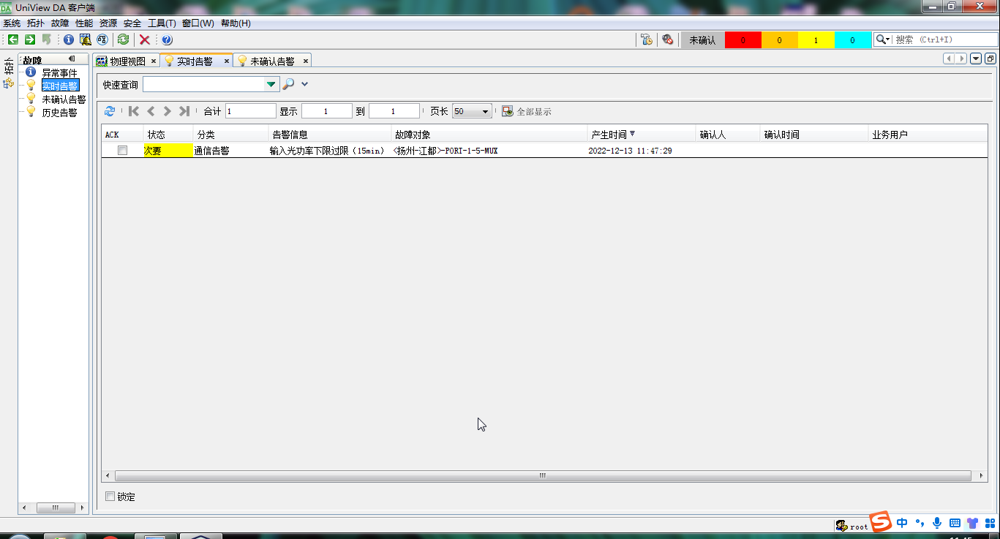 DA UniView DA 客户端
系统 拓扑 故障 性能 资源 安全 工具(T) 窗口(W) 帮助(H)
未确认 0 0 1 0 搜索 (Ctrl+I)
拓扑
故障
异常事件
实时告警
未确认告警
历史告警
物理视图 实时告警 未确认告警
快速查询
合计 1 显示 1 到 1 页长 50 全部显示
ACK 状态 分类 告警信息 故障对象 产生时间 确认人 确认时间 业务用户
次要 通信告警 输入光功率下限过限 (15min) <扬州-江都>-PORT-1-5-MUX 2022-12-13 11:47:29
锁定
root S 中